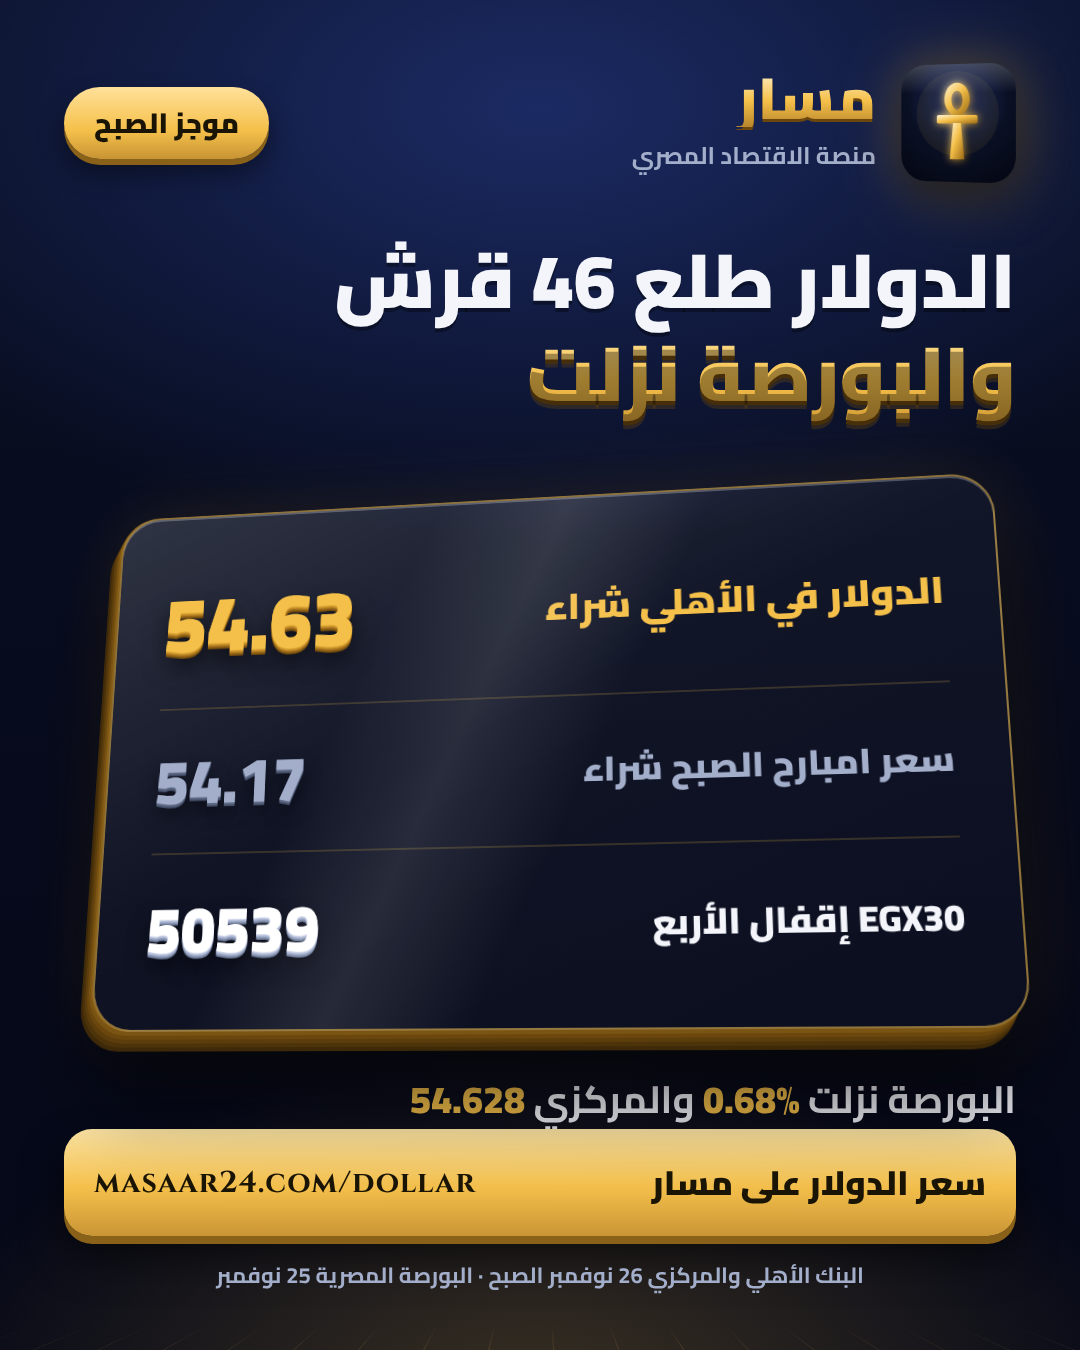 مسار
منصة الاقتصاد المصري
موجز الصبح
الدولار طلع 46 قرش
والبورصة نزلت
الدولار في الأهلي شراء 54.63
سعر امبارح الصبح شراء 54.17
EGX30 إقفال الأربع 50539
البورصة نزلت 0.68% والمركزي 54.628
سعر الدولار على مسار MASAAR24.COM/DOLLAR
البنك الأهلي والمركزي 26 نوفمبر الصبح · البورصة المصرية 25 نوفمبر